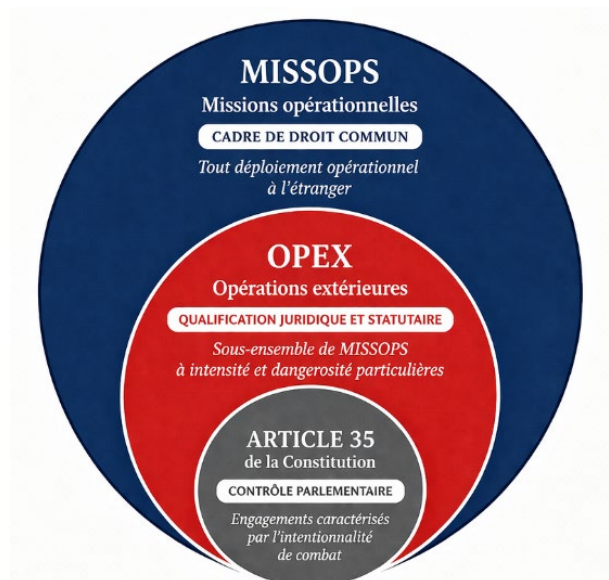 MISSOPS
Missions opérationnelles
CADRE DE DROIT COMMUN
Tout déploiement opérationnel
à l’étranger
OPEX
Opérations extérieures
QUALIFICATION JURIDIQUE ET STATUTAIRE
Sous-ensemble de MISSOPS
à intensité et dangerosité particulières
ARTICLE 35
de la Constitution
CONTRÔLE PARLEMENTAIRE
Engagements caractérisés
par l’intentionnalité
de combat